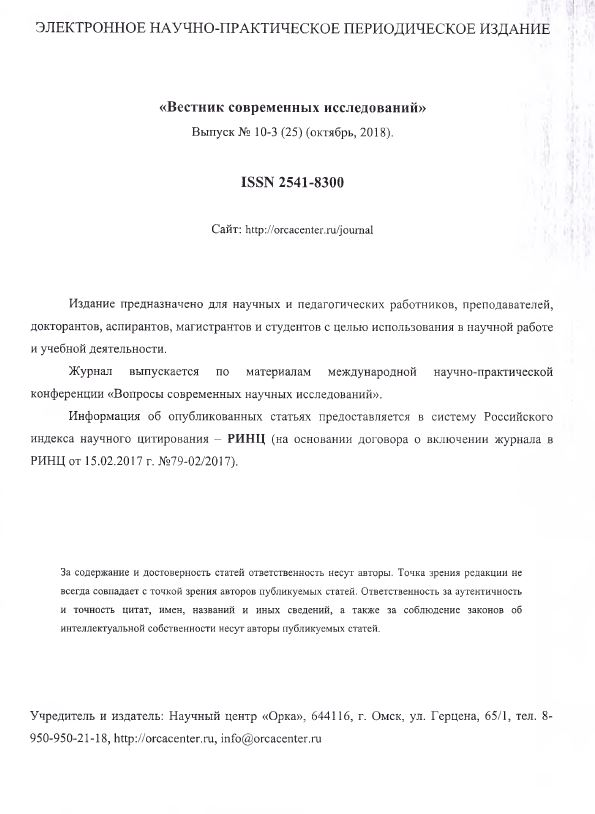 ЭЛЕКТРОННОЕ НАУЧНО-ПРАКТИЧЕСКОЕ ПЕРИОДИЧЕСКОЕ ИЗДАНИЕ
«Вестник современных исследований»
Выпуск № 10-3 (25) (октябрь, 2018).
ISSN 2541-8300
Сайт: http://orcacenter.ru/journal
Издание предназначено для научных и педагогических работников, преподавателей,
докторантов, аспирантов, магистрантов и студентов с целью использования в научной работе
и учебной деятельности.
Журнал выпускается по материалам международной научно-практической
конференции «Вопросы современных научных исследований».
Информация об опубликованных статьях предоставляется в систему Российского
индекса научного цитирования – РИНЦ (на основании договора о включении журнала в
РИНЦ от 15.02.2017 г. №79-02/2017).
За содержание и достоверность статей ответственность несут авторы. Точка зрения редакции не
всегда совпадает с точкой зрения авторов публикуемых статей. Ответственность за аутентичность
и точность цитат, имен, названий и иных сведений, а также за соблюдение законов об
интеллектуальной собственности несут авторы публикуемых статей.
Учредитель и издатель: Научный центр «Орка», 644116, г. Омск, ул. Герцена, 65/1, тел. 8-
950-950-21-18, http://orcacenter.ru, info@orcacenter.ru